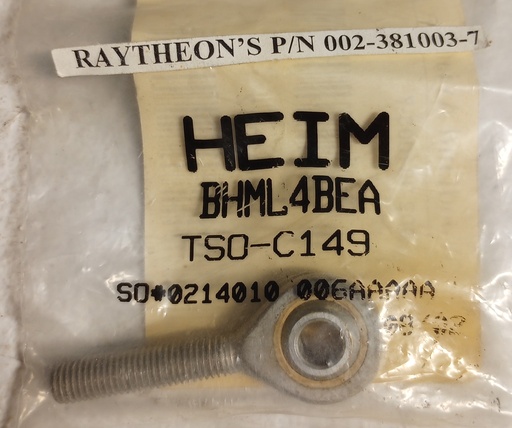 RAYTHEON'S P/N 002-381003-7
HEIM
BHML4BEA
TSO-C149
SO#0214010 006AAAAA